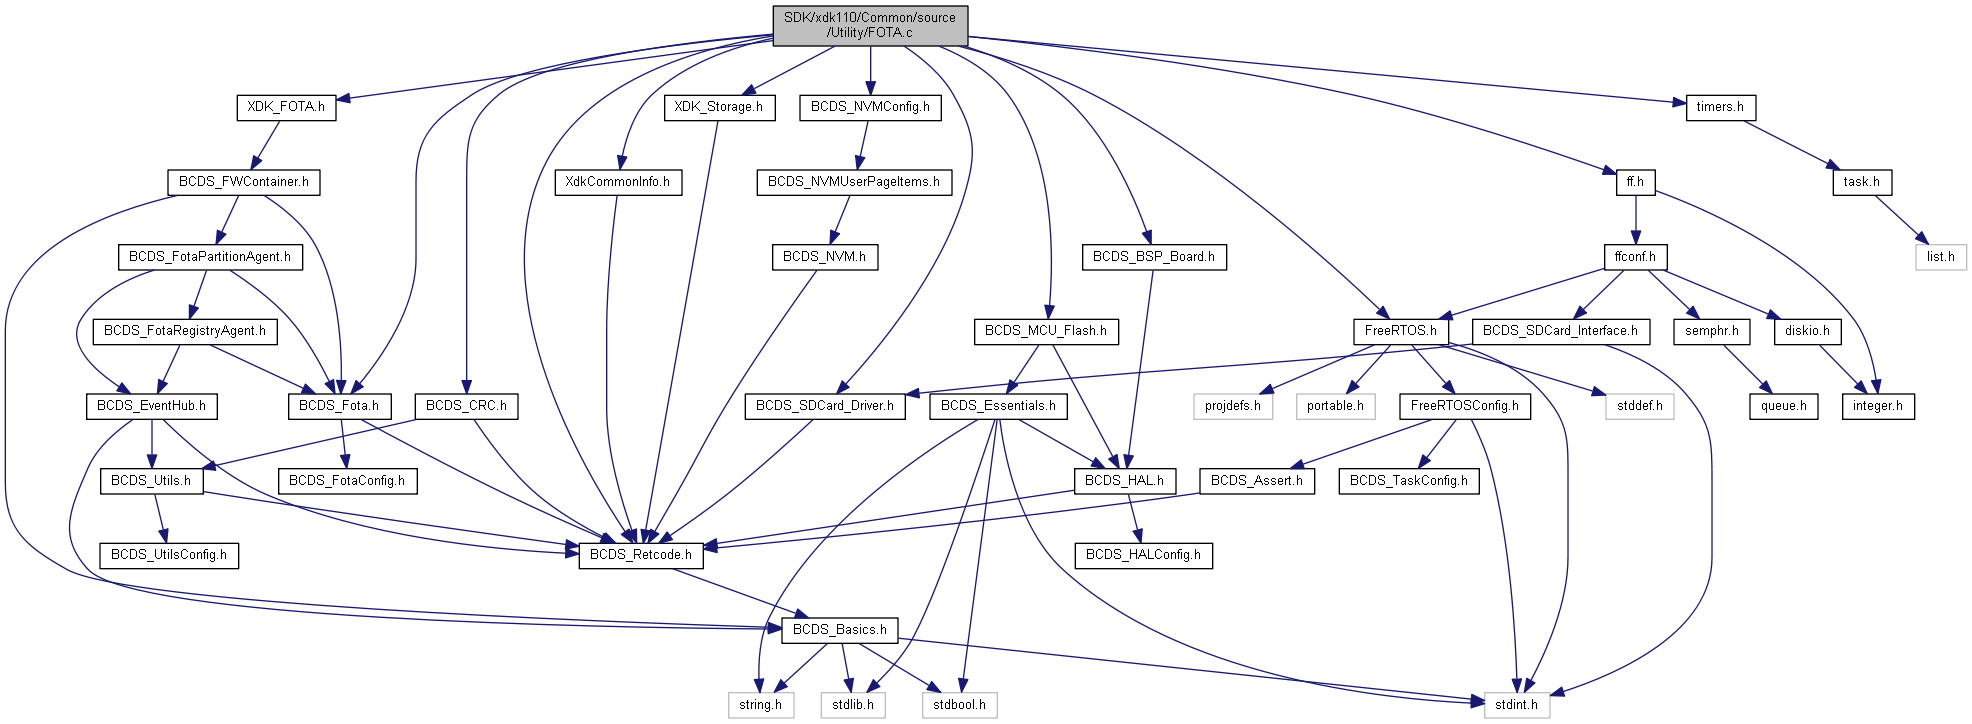 SDK/xdk110/Common/source
/Utility/FOTA.c
XDK_FOTA.h
XDK_Storage.h
BCDS_NVMConfig.h
timers.h
BCDS_FWContainer.h
XdkCommonInfo.h
BCDS_NVMUserPageItems.h
ff.h
task.h
BCDS_FotaPartitionAgent.h
BCDS_NVM.h
BCDS_BSP_Board.h
ffconf.h
list.h
BCDS_FotaRegistryAgent.h
BCDS_MCU_Flash.h
FreeRTOS.h
BCDS_SDCard_Interface.h
semphr.h
diskio.h
BCDS_EventHub.h
BCDS_Fota.h
BCDS_CRC.h
BCDS_SDCard_Driver.h
BCDS_Essentials.h
projdefs.h
portable.h
FreeRTOSConfig.h
stddef.h
queue.h
integer.h
BCDS_Utils.h
BCDS_FotaConfig.h
BCDS_HAL.h
BCDS_Assert.h
BCDS_TaskConfig.h
BCDS_UtilsConfig.h
BCDS_Retcode.h
BCDS_HALConfig.h
BCDS_Basics.h
string.h
stdlib.h
stdbool.h
stdint.h